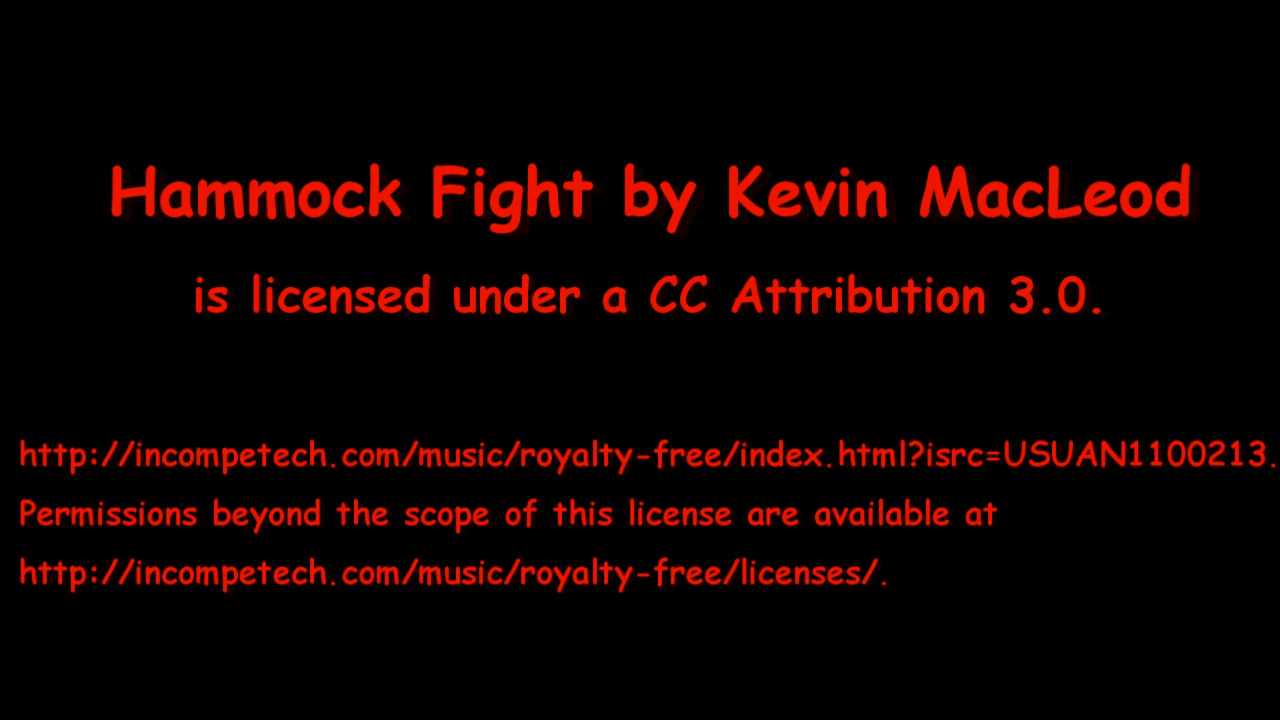 Hammock Fight by Kevin MacLeod
is licensed under a CC Attribution 3.0.
http://incompetech.com/music/royalty-free/index.html?isrc=USUAN1100213.
Permissions beyond the scope of this license are available at
http://incompetech.com/music/royalty-free/licenses/.